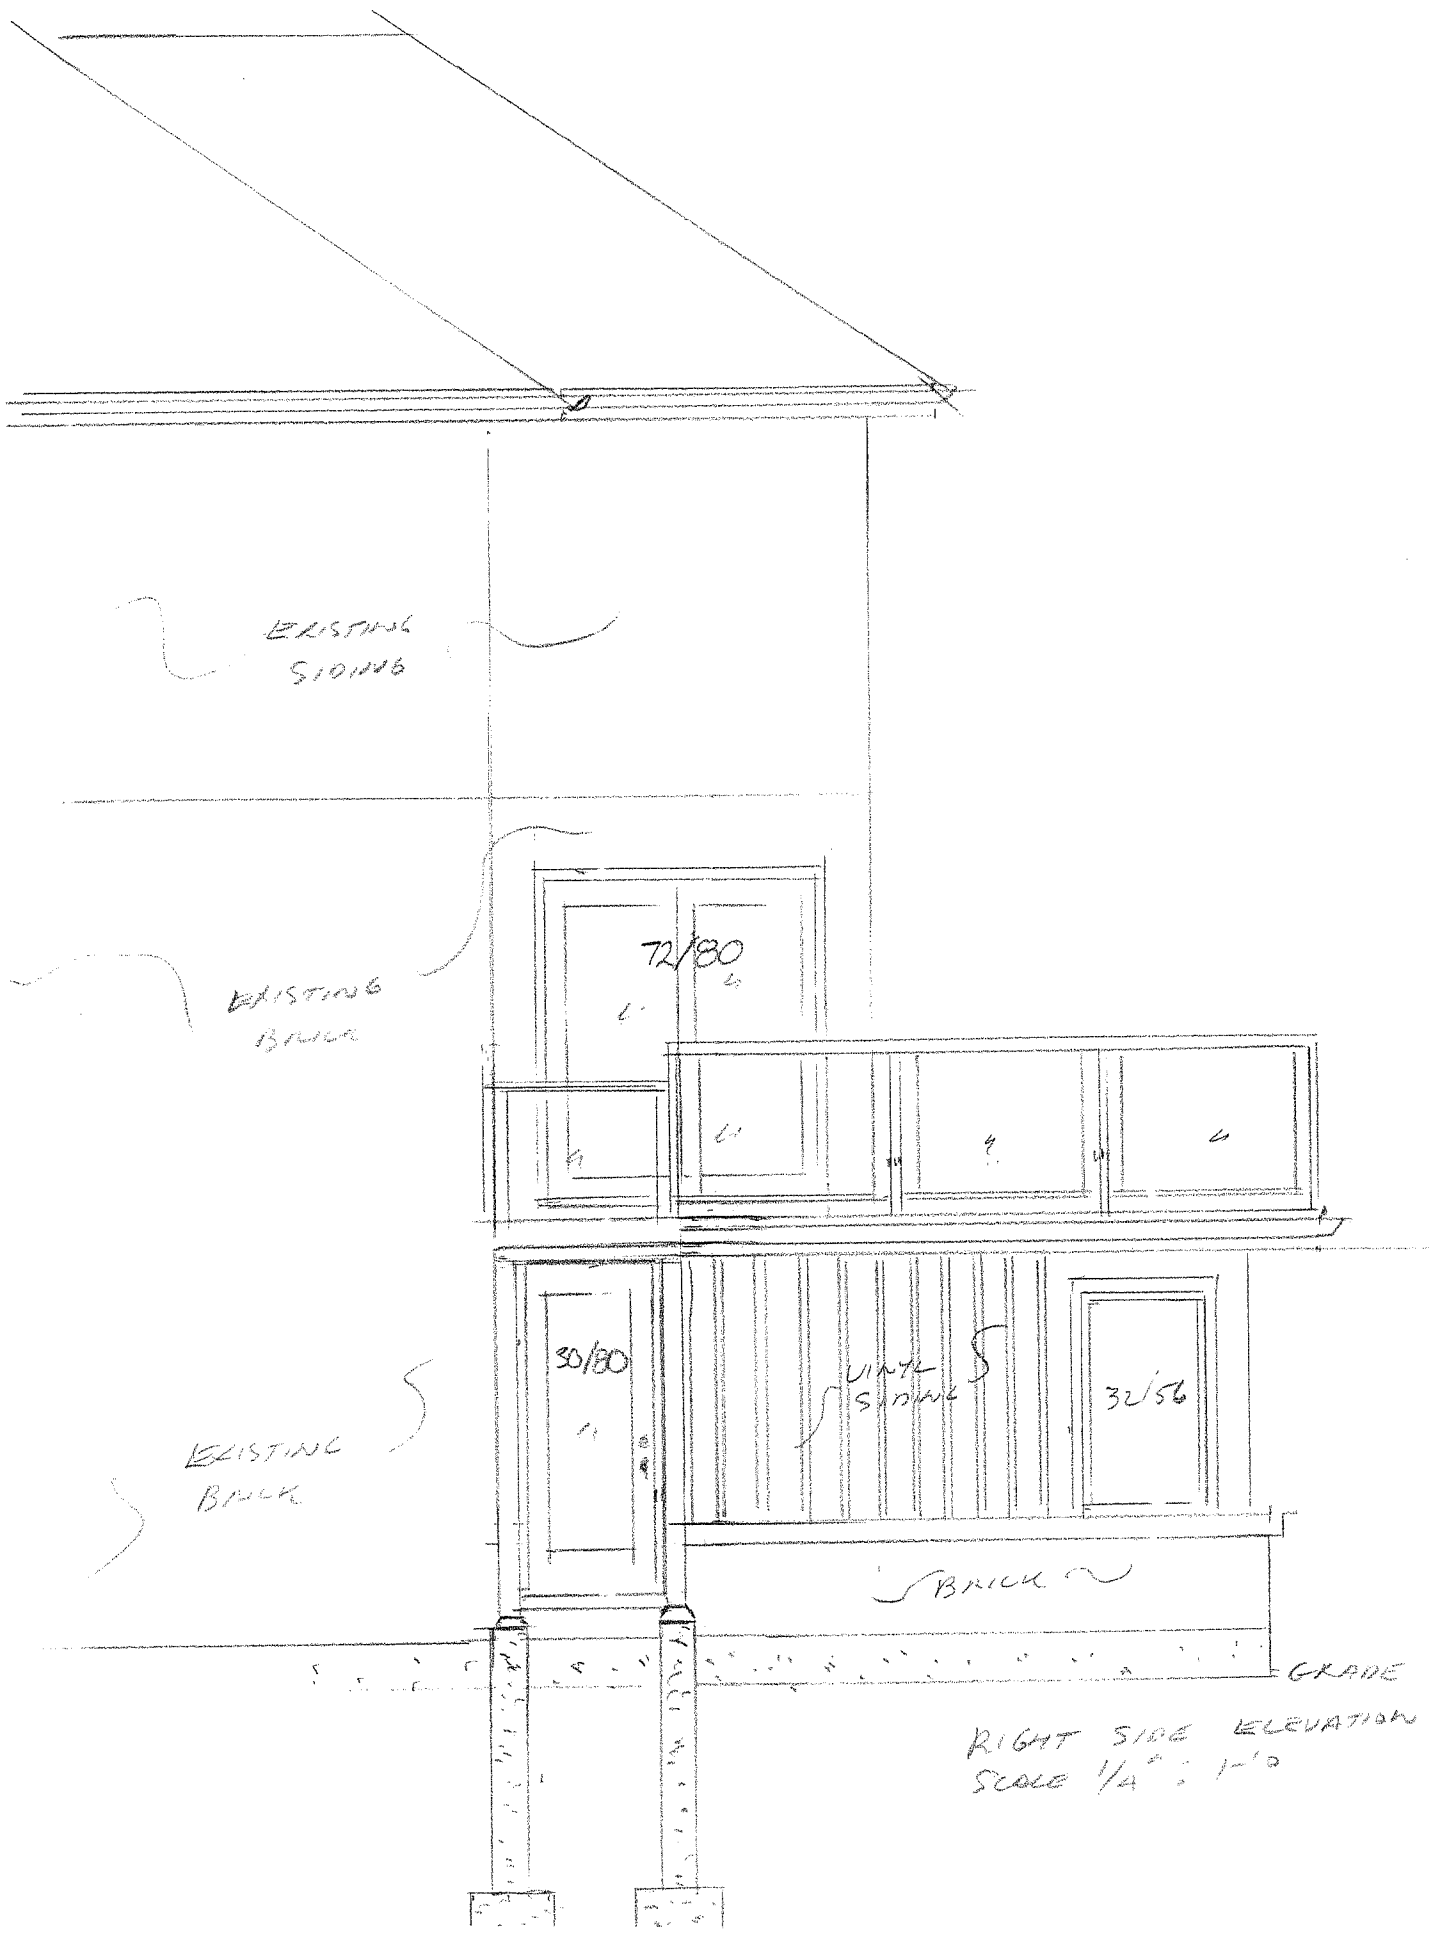 EXISTING
SIDING
72/80
EXISTING
BRICK
30/80
VINYL
SIDING
32/56
EXISTING
BRICK
BRICK
GRADE
RIGHT SIDE ELEVATION
SCALE 1/4" : 1'-0